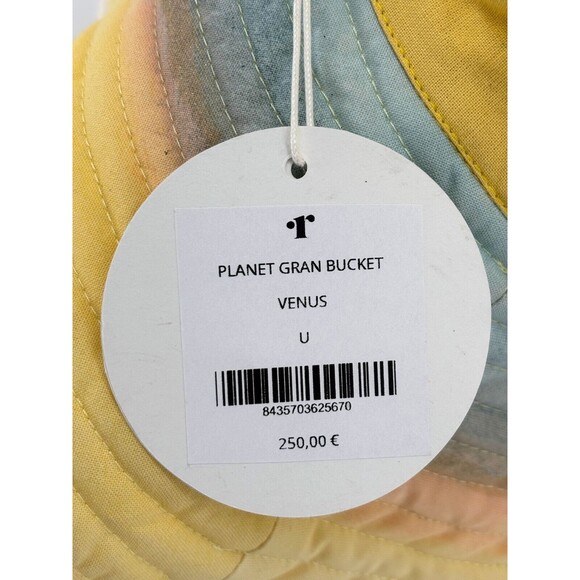 r
PLANET GRAN BUCKET
VENUS
U
8435703625670
250,00 €